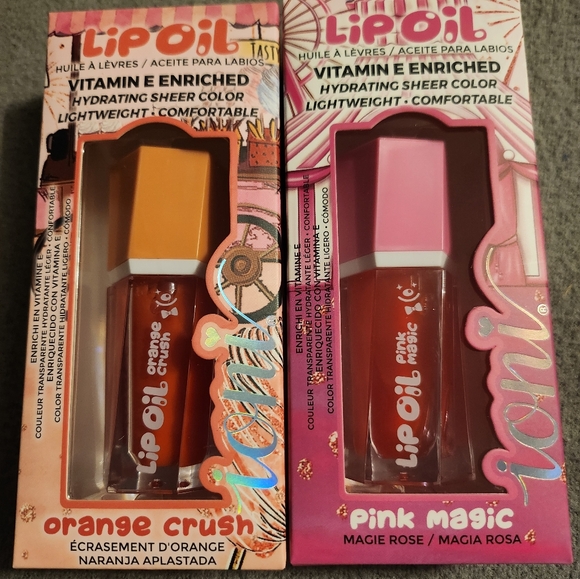 LIP OIL
TASTY
HUILE À LÈVRES / ACEITE PARA LABIOS
VITAMIN E ENRICHED
HYDRATING SHEER COLOR
LIGHTWEIGHT • COMFORTABLE
ENRICHI EN VITAMINE E
COULEUR TRANSPARENTE HYDRATANTE LÉGER • CONFORTABLE
ENRIQUECIDO CON VITAMINA E
COLOR TRANSPARENTE HIDRATANTE LIGERO • CÓMODO
LIP OIL orange crush
ioni
orange crush
ÉCRASEMENT D'ORANGE
NARANJA APLASTADA
LIP OIL
HUILE À LÈVRES / ACEITE PARA LABIOS
VITAMIN E ENRICHED
HYDRATING SHEER COLOR
LIGHTWEIGHT • COMFORTABLE
ENRICHI EN VITAMINE E
COULEUR TRANSPARENTE HYDRATANTE LÉGER • CONFORTABLE
ENRIQUECIDO CON VITAMINA E
COLOR TRANSPARENTE HIDRATANTE LIGERO • CÓMODO
LIP OIL pink magic
ioni®
pink magic
MAGIE ROSE / MAGIA ROSA